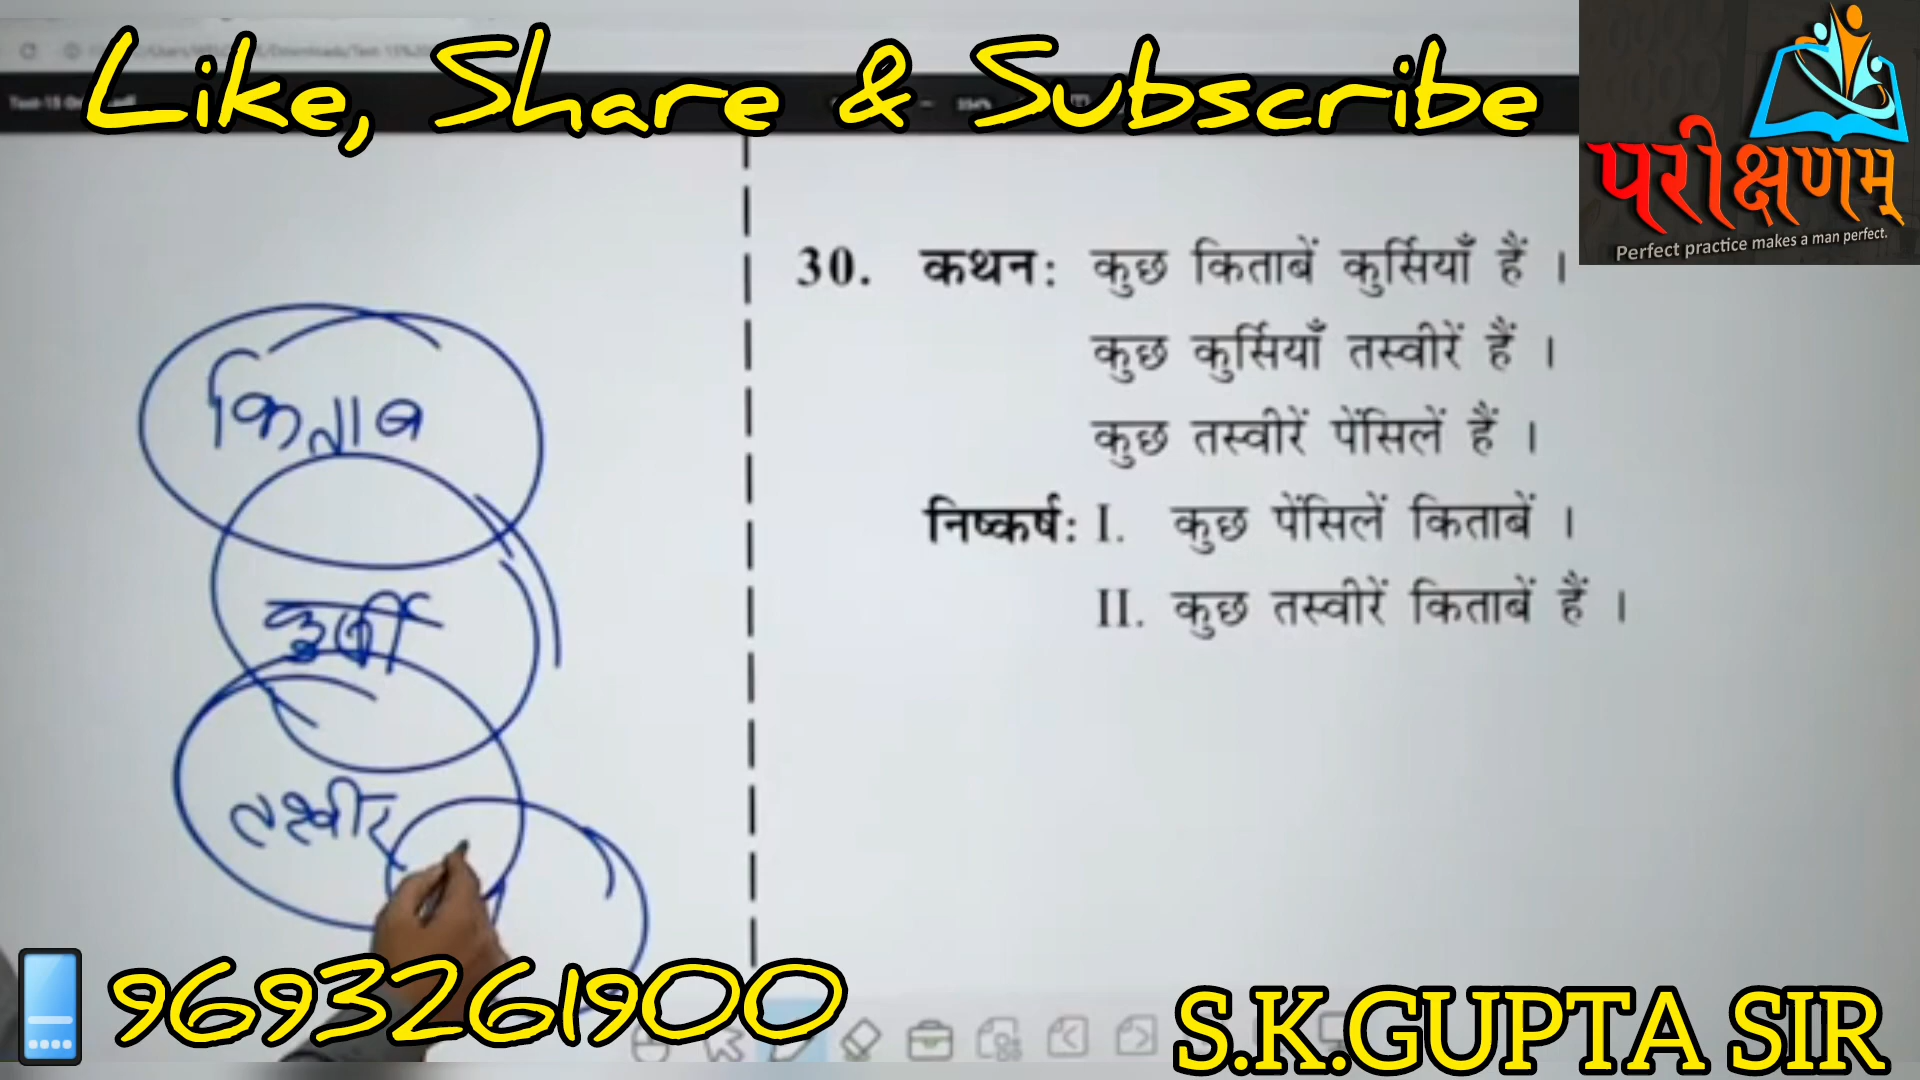 Like, Share & Subscribe
परीक्षणम्
Perfect practice makes a man perfect.
30. कथन: कुछ किताबें कुर्सियाँ हैं ।
कुछ कुर्सियाँ तस्वीरें हैं ।
कुछ तस्वीरें पेंसिलें हैं ।
निष्कर्ष: I. कुछ पेंसिलें किताबें ।
II. कुछ तस्वीरें किताबें हैं ।
किताब
कुर्सी
तस्वीर
9693261900
S.K.GUPTA SIR